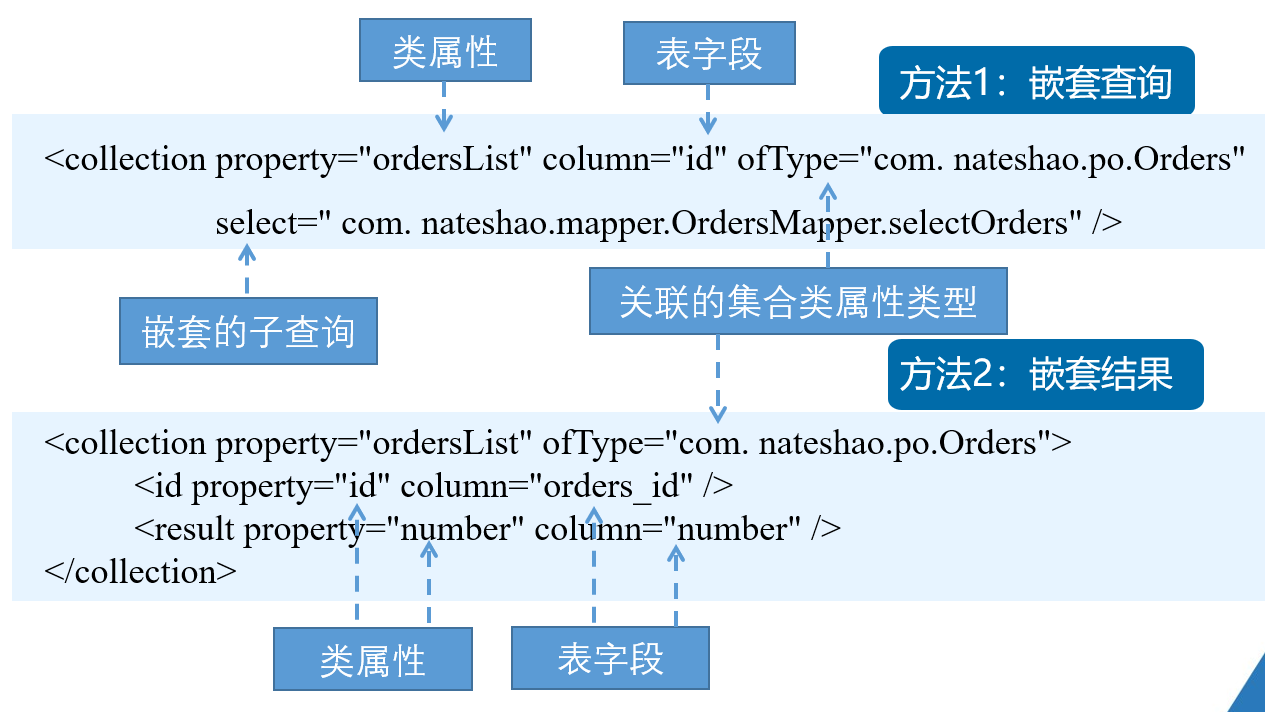 类属性
表字段
方法1：嵌套查询
<collection property="ordersList" column="id" ofType="com. nateshao.po.Orders"
select=" com. nateshao.mapper.OrdersMapper.selectOrders" />
嵌套的子查询
关联的集合类属性类型
方法2：嵌套结果
<collection property="ordersList" ofType="com. nateshao.po.Orders">
<id property="id" column="orders_id" />
<result property="number" column="number" />
</collection>
类属性
表字段